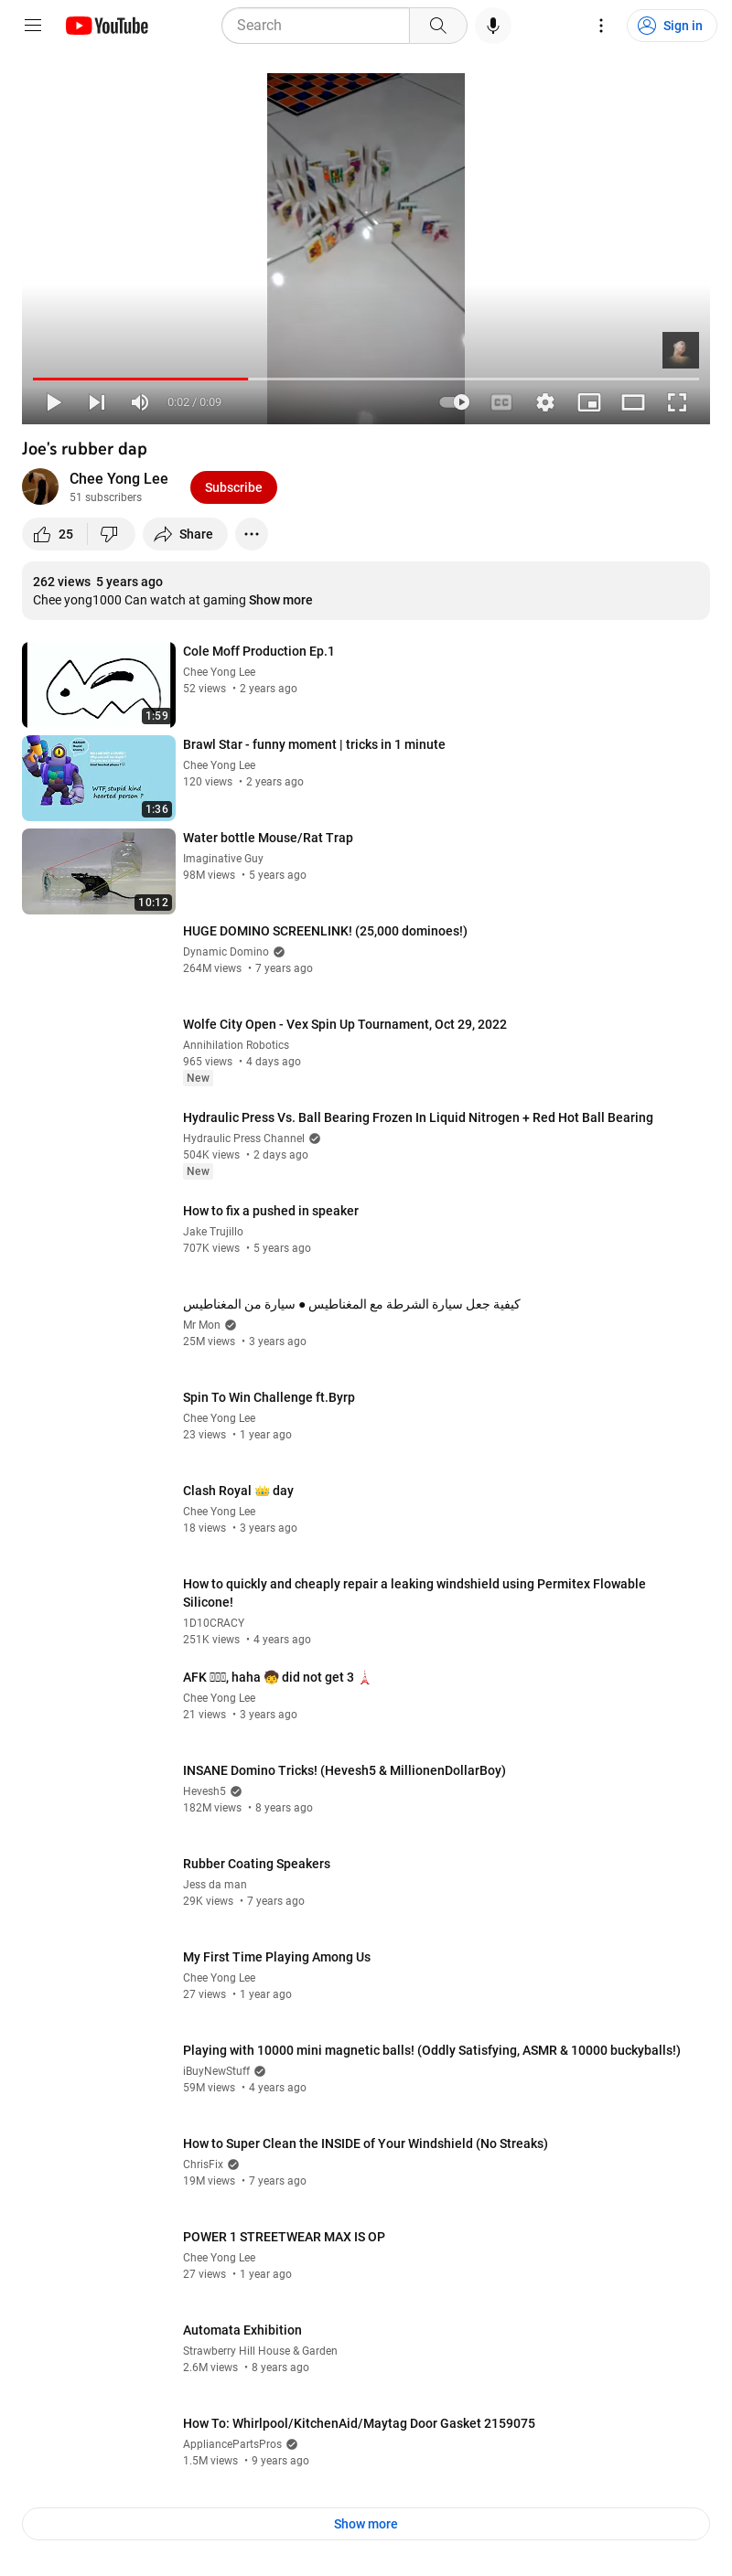 YouTube
Search
Sign in
0:02 / 0:09
CC
Joe's rubber dap
Chee Yong Lee
51 subscribers
Subscribe
25
Share
262 views 5 years ago
Chee yong1000 Can watch at gaming Show more
Cole Moff Production Ep.1
Chee Yong Lee
52 views • 2 years ago
1:59
Brawl Star - funny moment | tricks in 1 minute
Chee Yong Lee
120 views • 2 years ago
WTF, stupid kind
hearted person ?
1:36
Water bottle Mouse/Rat Trap
Imaginative Guy
98M views • 5 years ago
10:12
HUGE DOMINO SCREENLINK! (25,000 dominoes!)
Dynamic Domino
264M views • 7 years ago
Wolfe City Open - Vex Spin Up Tournament, Oct 29, 2022
Annihilation Robotics
965 views • 4 days ago
New
Hydraulic Press Vs. Ball Bearing Frozen In Liquid Nitrogen + Red Hot Ball Bearing
Hydraulic Press Channel
504K views • 2 days ago
New
How to fix a pushed in speaker
Jake Trujillo
707K views • 5 years ago
كيفية جعل سيارة الشرطة مع المغناطيس ● سيارة من المغناطيس
Mr Mon
25M views • 3 years ago
Spin To Win Challenge ft.Byrp
Chee Yong Lee
23 views • 1 year ago
Clash Royal 👑 day
Chee Yong Lee
18 views • 3 years ago
How to quickly and cheaply repair a leaking windshield using Permitex Flowable
Silicone!
1D10CRACY
251K views • 4 years ago
AFK , haha 🧒 did not get 3 🗼
Chee Yong Lee
21 views • 3 years ago
INSANE Domino Tricks! (Hevesh5 & MillionenDollarBoy)
Hevesh5
182M views • 8 years ago
Rubber Coating Speakers
Jess da man
29K views • 7 years ago
My First Time Playing Among Us
Chee Yong Lee
27 views • 1 year ago
Playing with 10000 mini magnetic balls! (Oddly Satisfying, ASMR & 10000 buckyballs!)
iBuyNewStuff
59M views • 4 years ago
How to Super Clean the INSIDE of Your Windshield (No Streaks)
ChrisFix
19M views • 7 years ago
POWER 1 STREETWEAR MAX IS OP
Chee Yong Lee
27 views • 1 year ago
Automata Exhibition
Strawberry Hill House & Garden
2.6M views • 8 years ago
How To: Whirlpool/KitchenAid/Maytag Door Gasket 2159075
AppliancePartsPros
1.5M views • 9 years ago
Show more